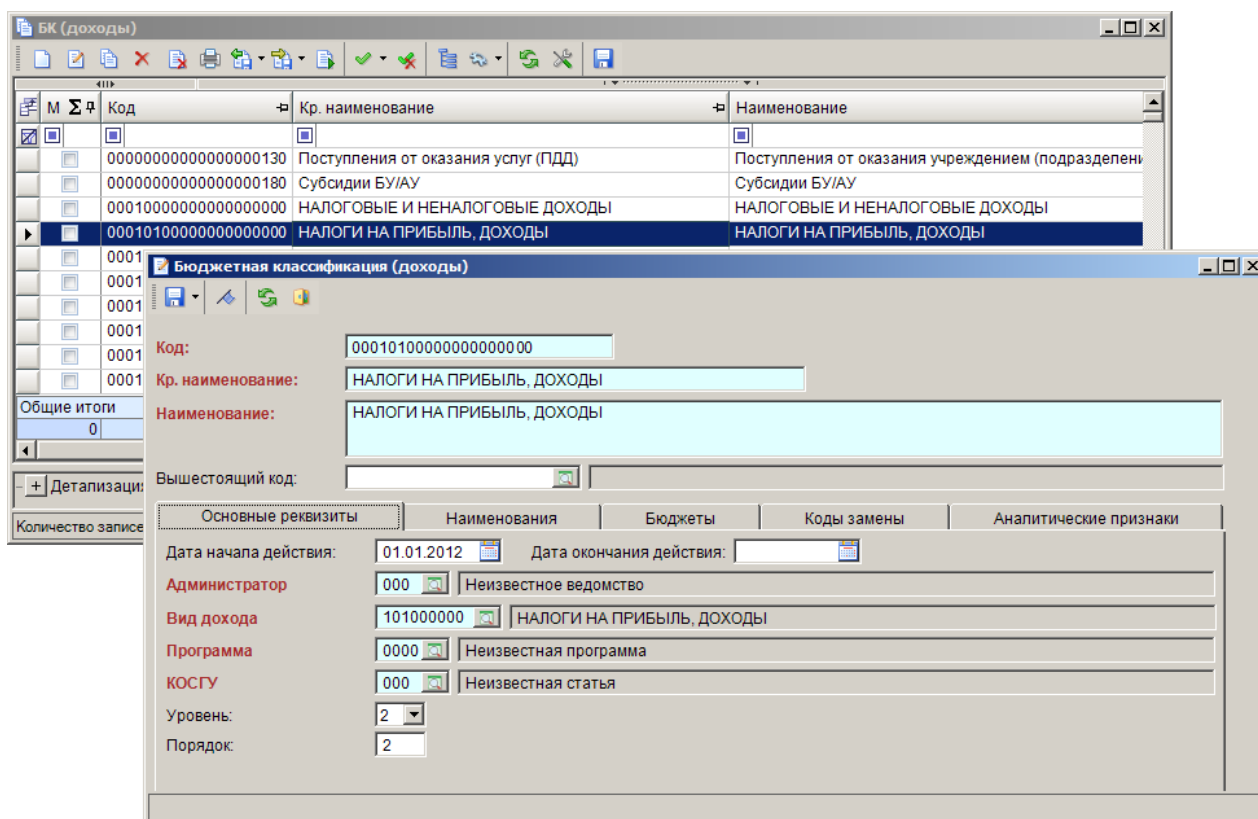 БК (доходы)
М Σ Код Кр. наименование Наименование
00000000000000000130 Поступления от оказания услуг (ПДД) Поступления от оказания учреждением (подразделени
00000000000000000180 Субсидии БУ/АУ Субсидии БУ/АУ
00010000000000000000 НАЛОГОВЫЕ И НЕНАЛОГОВЫЕ ДОХОДЫ НАЛОГОВЫЕ И НЕНАЛОГОВЫЕ ДОХОДЫ
00010100000000000000 НАЛОГИ НА ПРИБЫЛЬ, ДОХОДЫ НАЛОГИ НА ПРИБЫЛЬ, ДОХОДЫ
0001
0001
0001
0001
0001
0001
Общие итоги
0
+ Детализаци
Количество записе
Бюджетная классификация (доходы)
Код: 00010100000000000000
Кр. наименование: НАЛОГИ НА ПРИБЫЛЬ, ДОХОДЫ
Наименование: НАЛОГИ НА ПРИБЫЛЬ, ДОХОДЫ
Вышестоящий код:
Основные реквизиты Наименования Бюджеты Коды замены Аналитические признаки
Дата начала действия: 01.01.2012 Дата окончания действия:
Администратор 000 Неизвестное ведомство
Вид дохода 101000000 НАЛОГИ НА ПРИБЫЛЬ, ДОХОДЫ
Программа 0000 Неизвестная программа
КОСГУ 000 Неизвестная статья
Уровень: 2
Порядок: 2